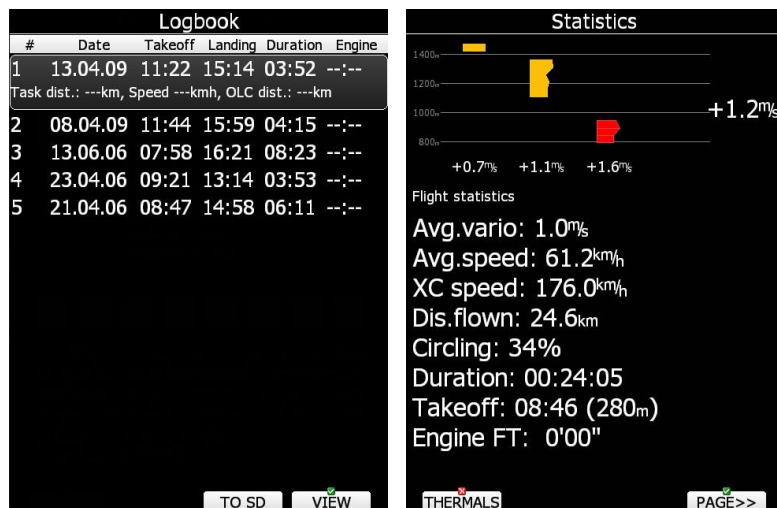 Logbook
# Date Takeoff Landing Duration Engine
1 13.04.09 11:22 15:14 03:52 --:--
Task dist.: ---km, Speed ---kmh, OLC dist.: ---km
2 08.04.09 11:44 15:59 04:15 --:--
3 13.06.06 07:58 16:21 08:23 --:--
4 23.04.06 09:21 13:14 03:53 --:--
5 21.04.06 08:47 14:58 06:11 --:--
TO SD VIEW
Statistics
1400m
1200m
1000m
+1.2m/s
800m
+0.7m/s +1.1m/s +1.6m/s
Flight statistics
Avg.vario: 1.0m/s
Avg.speed: 61.2km/h
XC speed: 176.0km/h
Dis.flown: 24.6km
Circling: 34%
Duration: 00:24:05
Takeoff: 08:46 (280m)
Engine FT: 0'00"
THERMALS PAGE>>